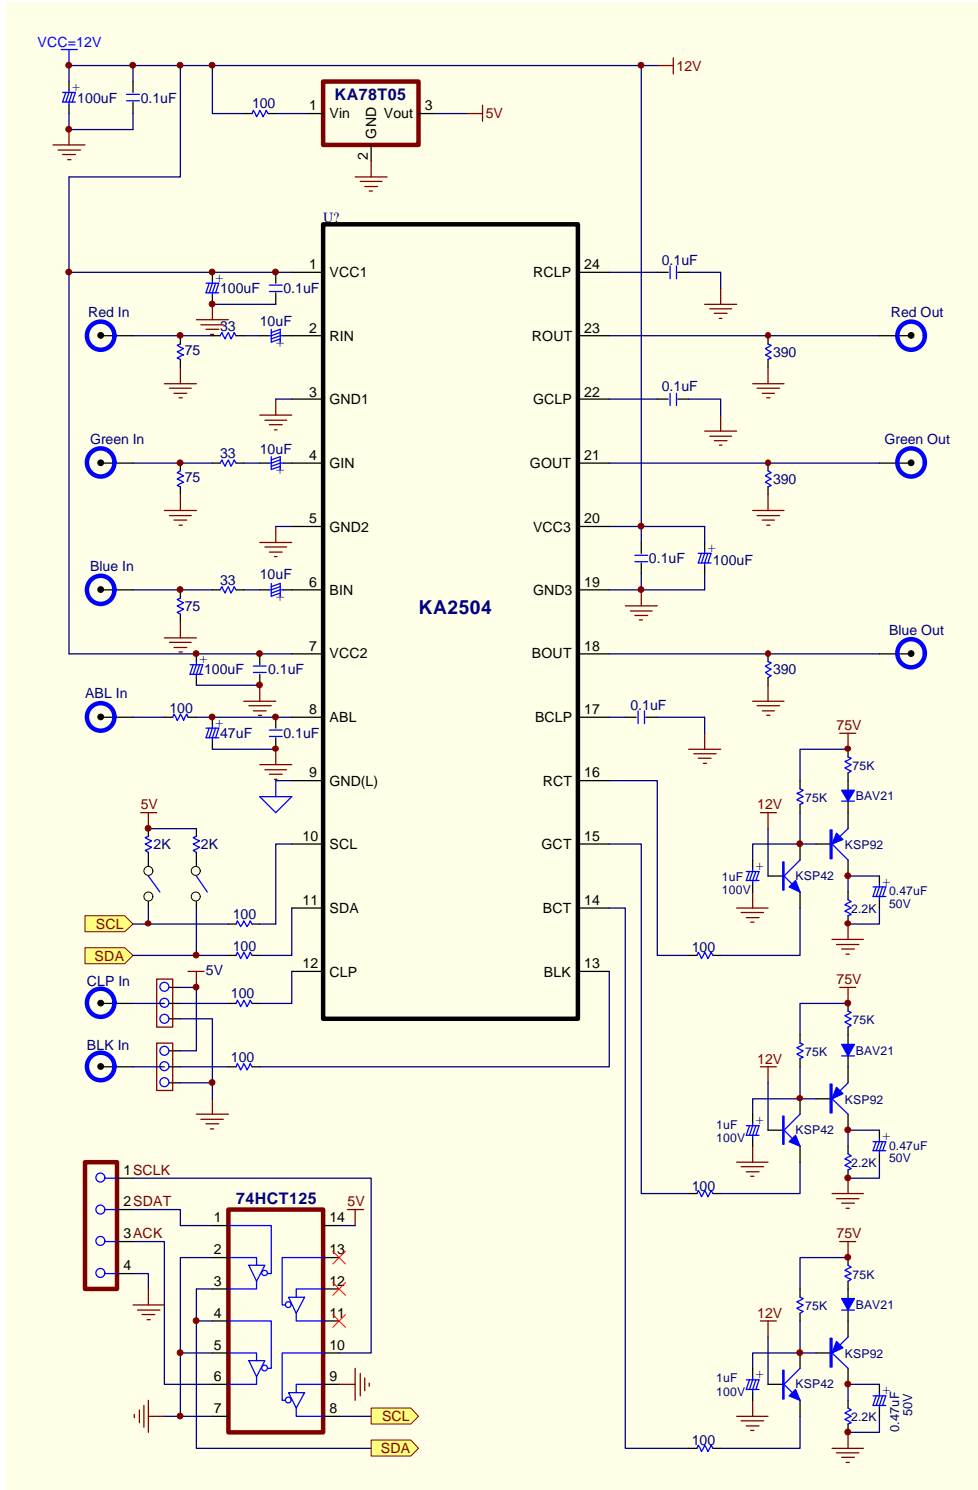 VCC=12V
12V
100uF
0.1uF
100
1
KA78T05
Vin
GND
Vout
3
5V
2
U?
1
VCC1
RCLP
24
0.1uF
100uF
0.1uF
Red In
33
10uF
2
RIN
ROUT
23
Red Out
75
390
3
GND1
GCLP
22
0.1uF
Green In
33
10uF
4
GIN
GOUT
21
Green Out
75
390
5
GND2
VCC3
20
0.1uF
100uF
Blue In
33
10uF
6
BIN
GND3
19
75
KA2504
7
VCC2
BOUT
18
Blue Out
100uF
0.1uF
390
ABL In
100
8
ABL
BCLP
17
0.1uF
47uF
0.1uF
9
GND(L)
RCT
16
75V
75K
75K
BAV21
12V
5V
2K
2K
10
SCL
GCT
15
KSP92
KSP42
1uF
100V
0.47uF
50V
2.2K
11
SDA
BCT
14
SCL
100
SDA
100
100
12
CLP
BLK
13
5V
CLP In
100
BLK In
100
75V
75K
75K
BAV21
12V
KSP92
1uF
100V
KSP42
0.47uF
50V
2.2K
100
1
SCLK
2
SDAT
3
ACK
4
74HCT125
5V
1
14
2
13
3
12
4
11
5
10
6
9
7
8
SCL
SDA
75V
75K
75K
BAV21
12V
KSP92
1uF
100V
KSP42
0.47uF
50V
2.2K
100